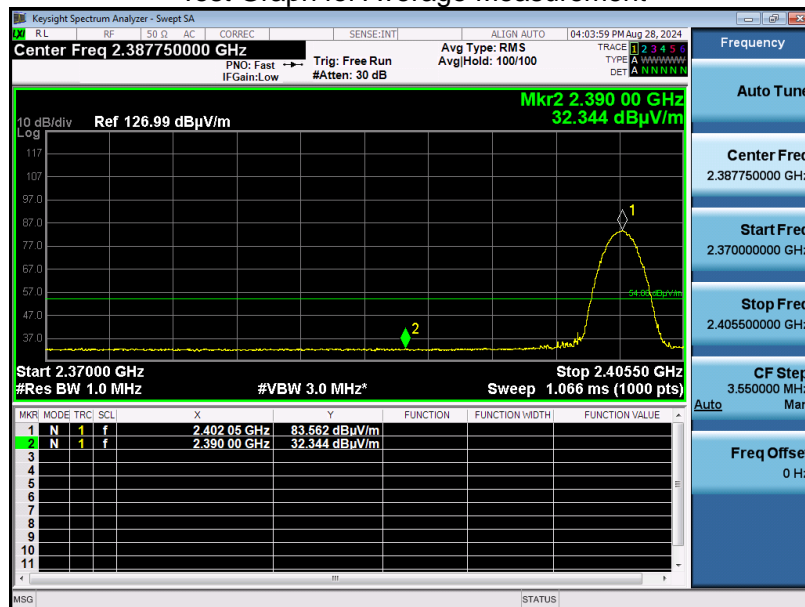 Keysight Spectrum Analyzer - Swept SA
RL RF 50 Ω AC CORREC SENSE:INT ALIGN AUTO 04:03:59 PM Aug 28, 2024
Center Freq 2.387750000 GHz
PNO: Fast
IFGain:Low
Trig: Free Run
#Atten: 30 dB
Avg Type: RMS
Avg|Hold: 100/100
TRACE 1 2 3 4 5 6
TYPE A WWWWW
DET A N N N N N
Mkr2 2.390 00 GHz
32.344 dBµV/m
10 dB/div Ref 126.99 dBµV/m
Log
117
107
97.0
87.0
77.0
67.0
57.0
47.0
37.0
1
2
54.00 dBµV/m
Start 2.37000 GHz Stop 2.40550 GHz
#Res BW 1.0 MHz #VBW 3.0 MHz* Sweep 1.066 ms (1000 pts)
MKR MODE TRC SCL X Y FUNCTION FUNCTION WIDTH FUNCTION VALUE
1 N 1 f 2.402 05 GHz 83.562 dBµV/m
2 N 1 f 2.390 00 GHz 32.344 dBµV/m
3
4
5
6
7
8
9
10
11
MSG STATUS
Frequency
Auto Tune
Center Freq
2.387750000 GHz
Start Freq
2.370000000 GHz
Stop Freq
2.405500000 GHz
CF Step
3.550000 MHz
Auto Man
Freq Offset
0 Hz